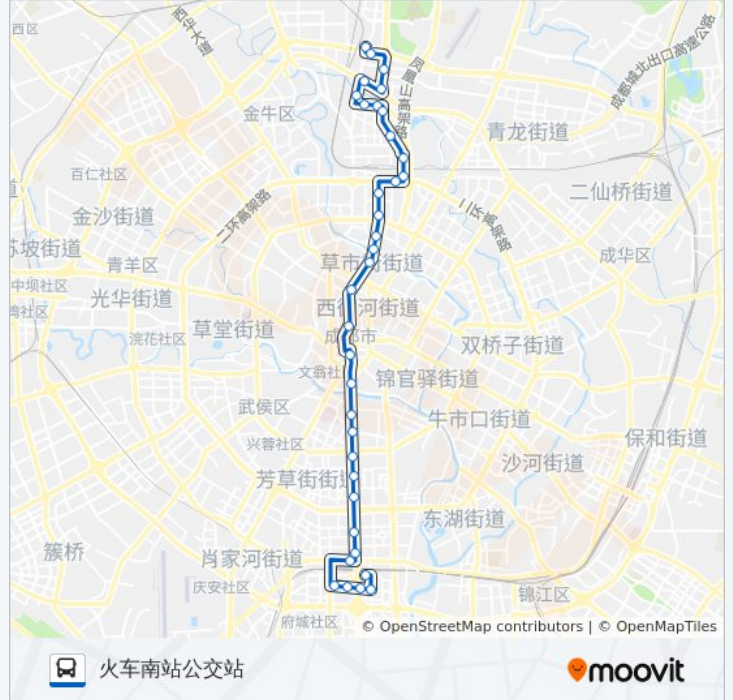 西华大道
西区
凤凰山高架路
成都城北出口高速公路
金牛区
青龙街道
百仁社区
二仙桥街道
金沙街道
二环高架路
二环高架路
苏坡街道
草市街街道
青羊区
成华区
中坝社区
光华街道
西御河街道
湾社区
浣花社区
草堂街道
成都市
双桥子街道
文翁社
锦官驿街道
武侯区
牛市口街道
兴蓉社区
保和街道
芳草街街道
沙河街道
东湖街道
簇桥
肖家河街道
庆安社区
锦江区
府城社区
© OpenStreetMap contributors | © OpenMapTiles
火车南站公交站
moovit